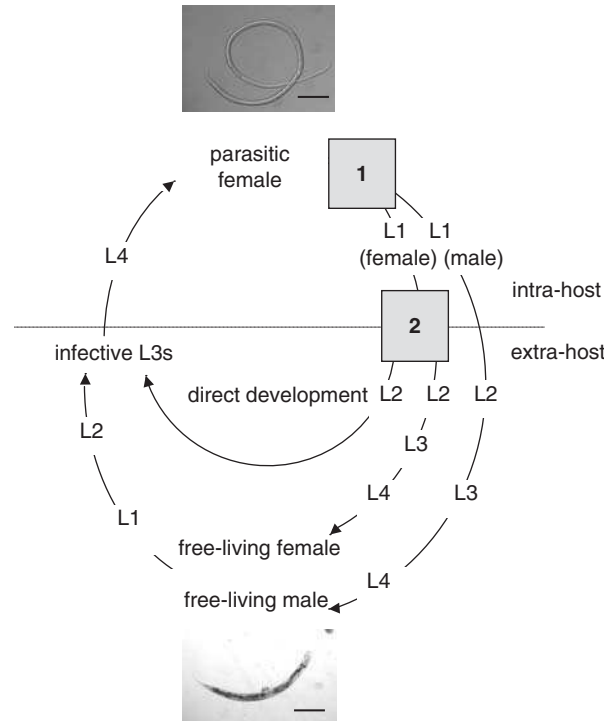 parasitic
female
1
L1 L1
(female) (male)
L4
intra-host
2
infective L3s
extra-host
direct development L2 L2 L2
L2
L3
L4
L3
L1
free-living female
L4
free-living male